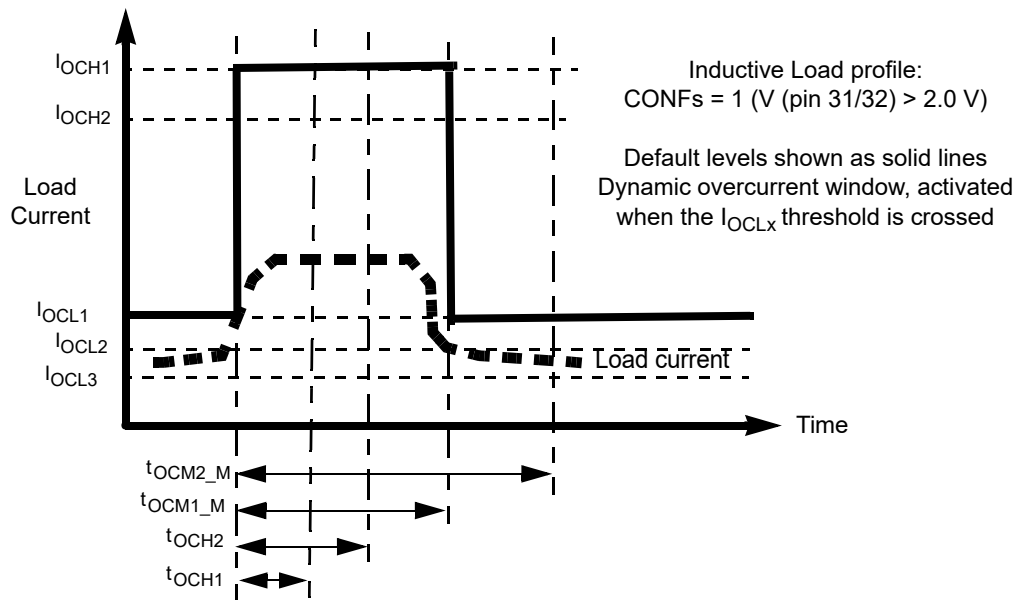 I_OCH1
I_OCH2
Load
Current
I_OCL1
I_OCL2
I_OCL3
Inductive Load profile:
CONFs = 1 (V (pin 31/32) > 2.0 V)
Default levels shown as solid lines
Dynamic overcurrent window, activated
when the I_OCLx threshold is crossed
Load current
Time
t_OCM2_M
t_OCM1_M
t_OCH2
t_OCH1